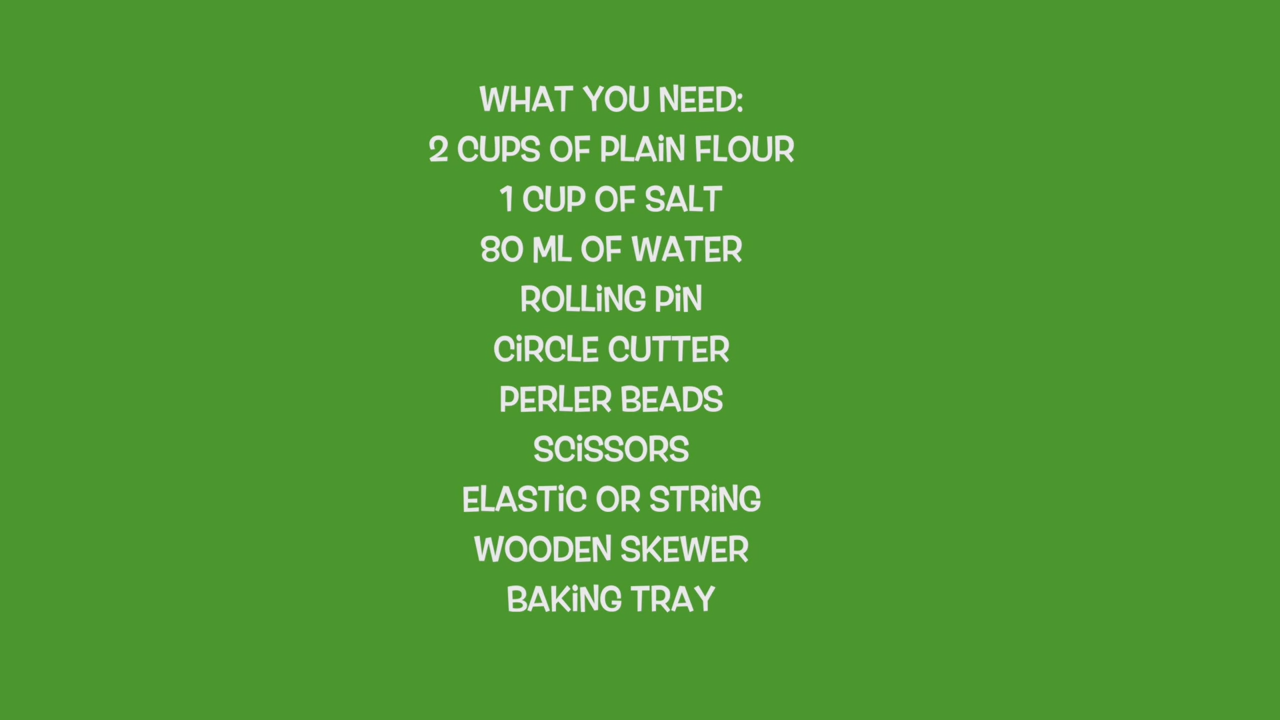 WHAT YOU NEED:
2 CUPS OF PLAiN FLOUR
1 CUP OF SALT
80 ML OF WATER
ROLLiNG PiN
CiRCLE CUTTER
PERLER BEADS
SCiSSORS
ELASTiC OR STRiNG
WOODEN SKEWER
BAKiNG TRAY